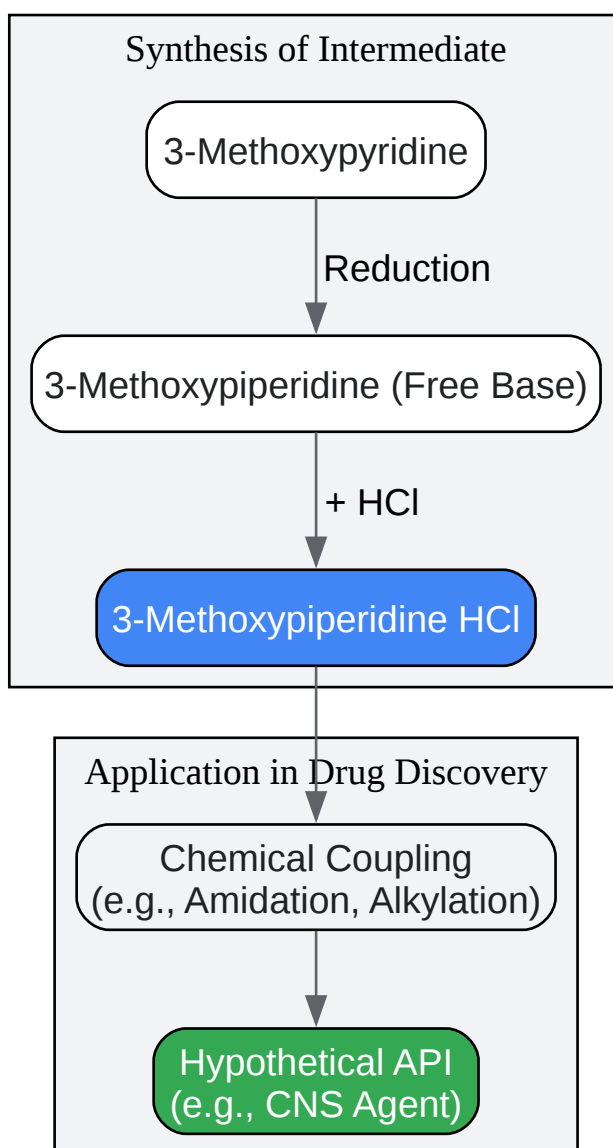 Synthesis of Intermediate
3-Methoxypyridine
Reduction
3-Methoxypiperidine (Free Base)
+ HCl
3-Methoxypiperidine HCl
Application in Drug Discovery
Chemical Coupling
(e.g., Amidation, Alkylation)
Hypothetical API
(e.g., CNS Agent)